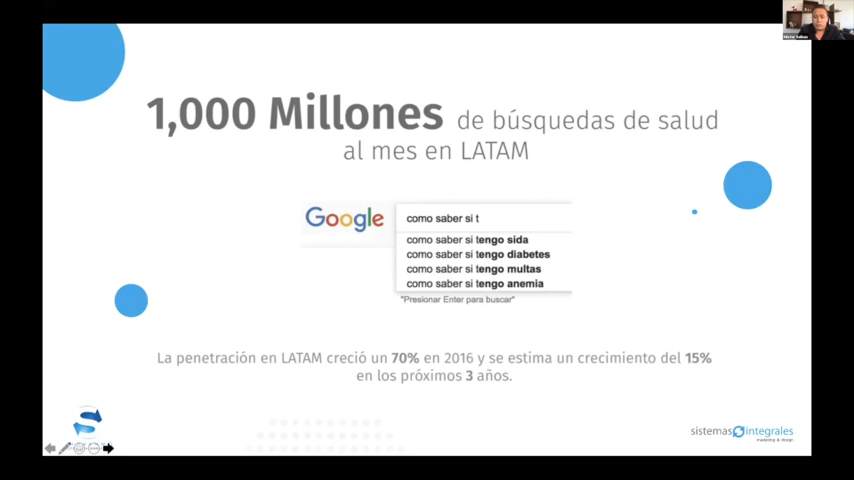 1,000 Millones de búsquedas de salud
al mes en LATAM
Google
como saber si t
como saber si tengo sida
como saber si tengo diabetes
como saber si tengo multas
como saber si tengo anemia
"Presionar Enter para buscar"
La penetración en LATAM creció un 70% en 2016 y se estima un crecimiento del 15%
en los próximos 3 años.
sistemas integrales
marketing & design